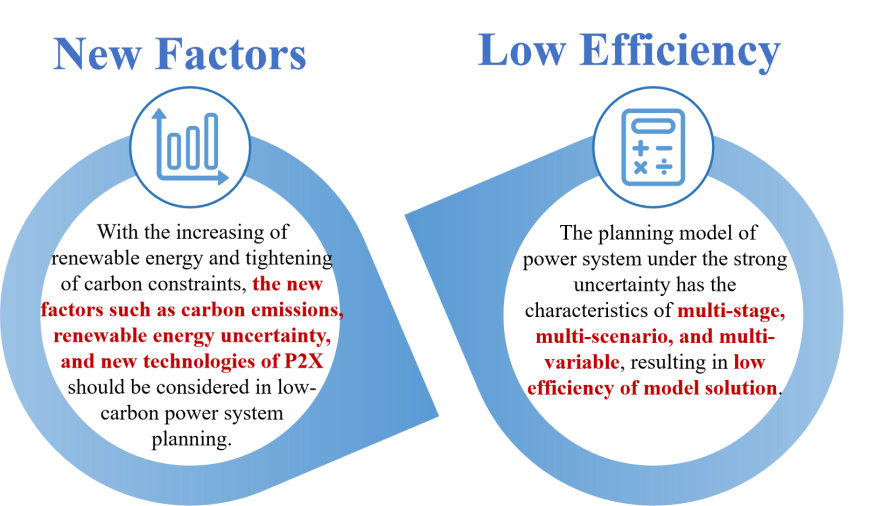 New Factors
With the increasing of
renewable energy and tightening
of carbon constraints, the new
factors such as carbon emissions,
renewable energy uncertainty,
and new technologies of P2X
should be considered in low-
carbon power system
planning.
Low Efficiency
The planning model of
power system under the strong
uncertainty has the
characteristics of multi-stage,
multi-scenario, and multi-
variable, resulting in low
efficiency of model solution.